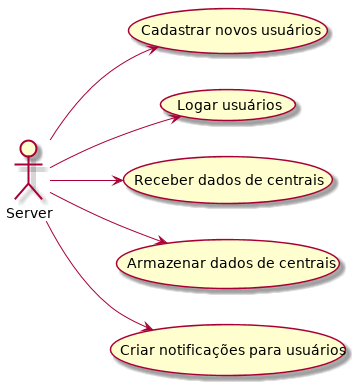 Cadastrar novos usuários
Logar usuários
Receber dados de centrais
Server
Armazenar dados de centrais
Criar notificações para usuários